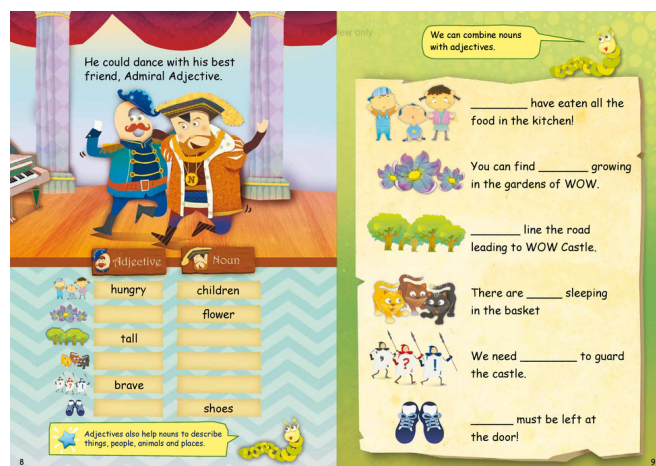 He could dance with his best
friend, Admiral Adjective.
N
Adjective
N Noun
hungry
children
flower
tall
brave
shoes
Adjectives also help nouns to describe
things, people, animals and places.
8
We can combine nouns
with adjectives.
________ have eaten all the
food in the kitchen!
You can find _______ growing
in the gardens of WOW.
_______ line the road
leading to WOW Castle.
There are _____ sleeping
in the basket
, ? !
We need ________ to guard
the castle.
______ must be left at
the door!
9